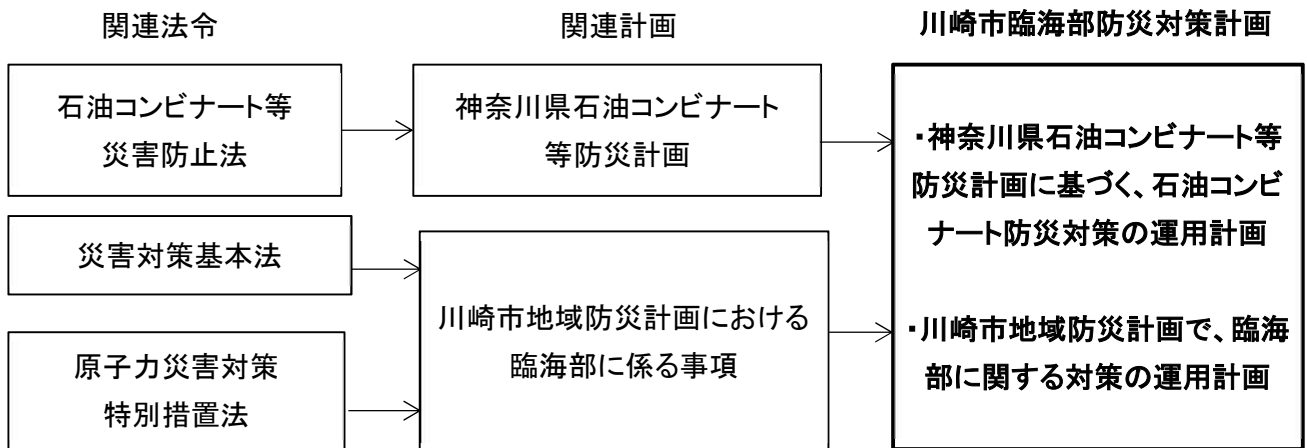 関連法令
関連計画
川崎市臨海部防災対策計画
石油コンビナート等
災害防止法
神奈川県石油コンビナート
等防災計画
・神奈川県石油コンビナート等
防災計画に基づく、石油コンビ
ナート防災対策の運用計画
災害対策基本法
川崎市地域防災計画における
臨海部に係る事項
・川崎市地域防災計画で、臨海
部に関する対策の運用計画
原子力災害対策
特別措置法